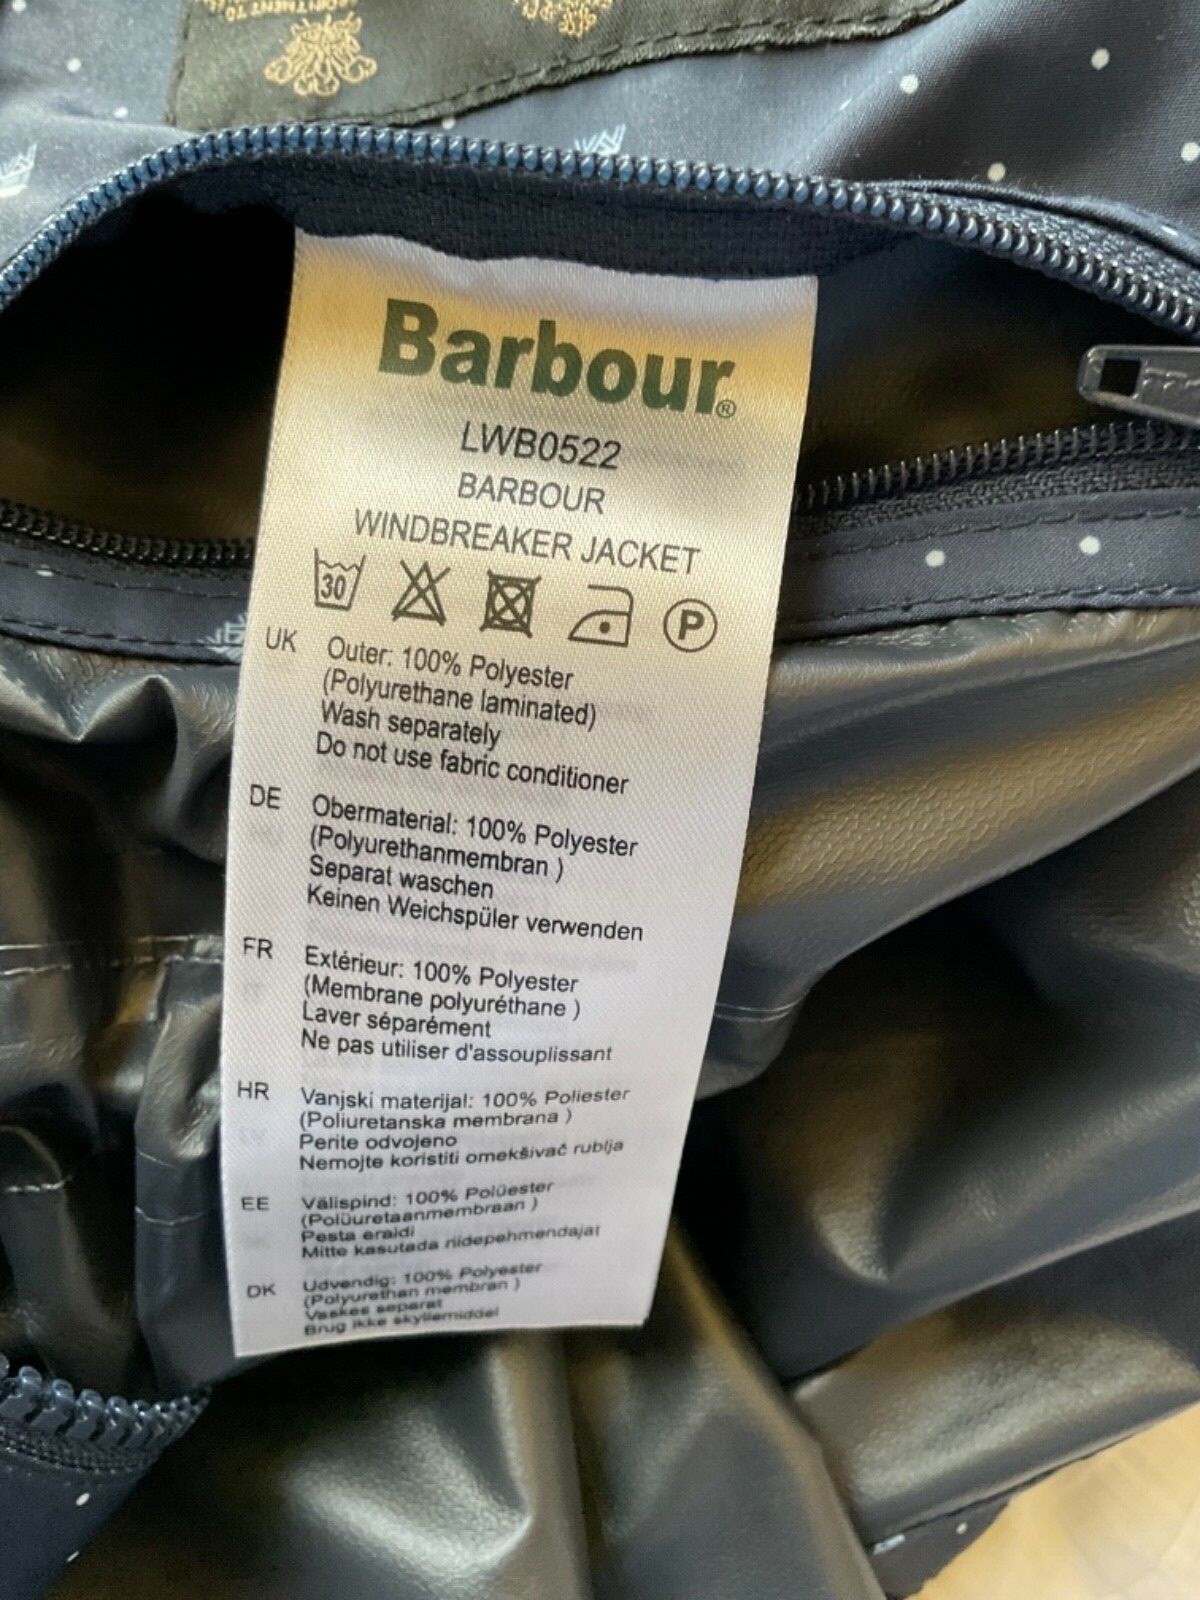 Barbour®
LWB0522
BARBOUR
WINDBREAKER JACKET
30
P
UK Outer: 100% Polyester
(Polyurethane laminated)
Wash separately
Do not use fabric conditioner
DE Obermaterial: 100% Polyester
(Polyurethanmembran )
Separat waschen
Keinen Weichspüler verwenden
FR Extérieur: 100% Polyester
(Membrane polyuréthane )
Laver séparément
Ne pas utiliser d'assouplissant
HR Vanjski materijal: 100% Poliester
(Poliuretanska membrana )
Perite odvojeno
Nemojte koristiti omekšivač rublja
EE Välispind: 100% Polüester
(Polüuretaanmembraan )
Pesta eraldi
Mitte kasutada riidepehmendajat
DK Udvendig: 100% Polyester
(Polyurethan membran )
Vaskes separat
Brug ikke skyllemiddel